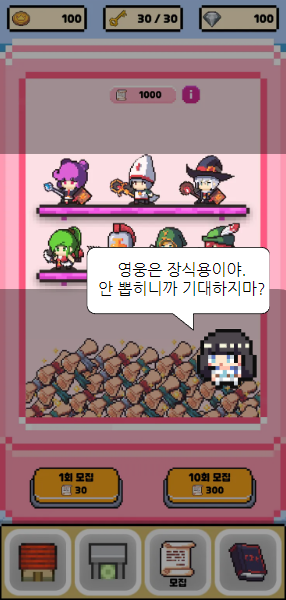 100
30 / 30
100
1000
i
영웅은 장식용이야.
안 뽑히니까 기대하지마?
1회 모집
30
10회 모집
300
모집